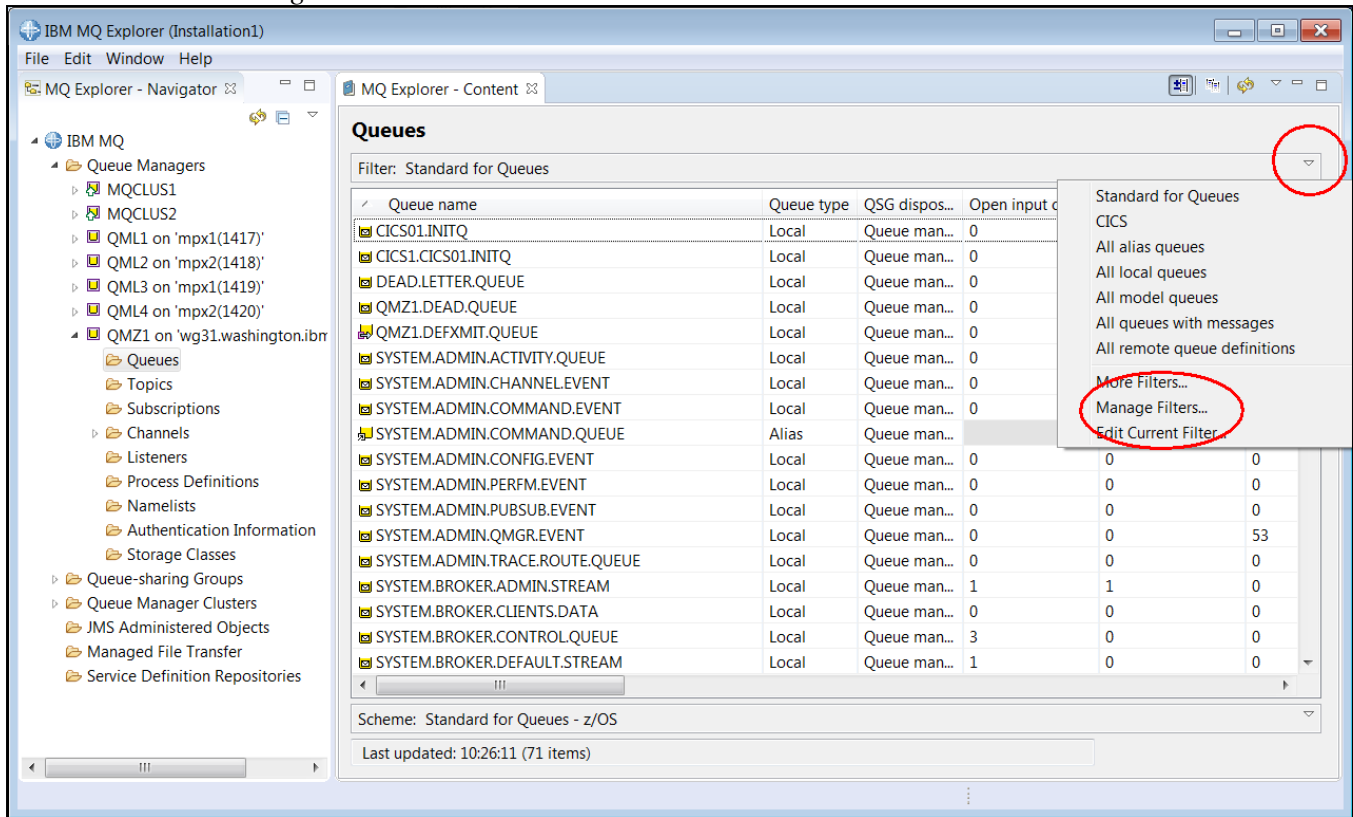 IBM MQ Explorer (Installation1)
File Edit Window Help
MQ Explorer - Navigator
IBM MQ
Queue Managers
MQCLUS1
MQCLUS2
QML1 on 'mpx1(1417)'
QML2 on 'mpx2(1418)'
QML3 on 'mpx1(1419)'
QML4 on 'mpx2(1420)'
QMZ1 on 'wg31.washington.ibm
Queues
Topics
Subscriptions
Channels
Listeners
Process Definitions
Namelists
Authentication Information
Storage Classes
Queue-sharing Groups
Queue Manager Clusters
JMS Administered Objects
Managed File Transfer
Service Definition Repositories
MQ Explorer - Content
Queues
Filter: Standard for Queues
Queue name Queue type QSG dispos... Open input c
CICS01.INITQ Local Queue man... 0
CICS1.CICS01.INITQ Local Queue man... 0
DEAD.LETTER.QUEUE Local Queue man... 0
QMZ1.DEAD.QUEUE Local Queue man... 0
QMZ1.DEFXMIT.QUEUE Local Queue man... 0
SYSTEM.ADMIN.ACTIVITY.QUEUE Local Queue man... 0
SYSTEM.ADMIN.CHANNEL.EVENT Local Queue man... 0
SYSTEM.ADMIN.COMMAND.EVENT Local Queue man... 0
SYSTEM.ADMIN.COMMAND.QUEUE Alias Queue man...
SYSTEM.ADMIN.CONFIG.EVENT Local Queue man... 0 0 0
SYSTEM.ADMIN.PERFM.EVENT Local Queue man... 0 0 0
SYSTEM.ADMIN.PUBSUB.EVENT Local Queue man... 0 0 0
SYSTEM.ADMIN.QMGR.EVENT Local Queue man... 0 0 53
SYSTEM.ADMIN.TRACE.ROUTE.QUEUE Local Queue man... 0 0 0
SYSTEM.BROKER.ADMIN.STREAM Local Queue man... 1 1 0
SYSTEM.BROKER.CLIENTS.DATA Local Queue man... 0 0 0
SYSTEM.BROKER.CONTROL.QUEUE Local Queue man... 3 0 0
SYSTEM.BROKER.DEFAULT.STREAM Local Queue man... 1 0 0
Standard for Queues
CICS
All alias queues
All local queues
All model queues
All queues with messages
All remote queue definitions
More Filters...
Manage Filters...
Edit Current Filter...
Scheme: Standard for Queues - z/OS
Last updated: 10:26:11 (71 items)